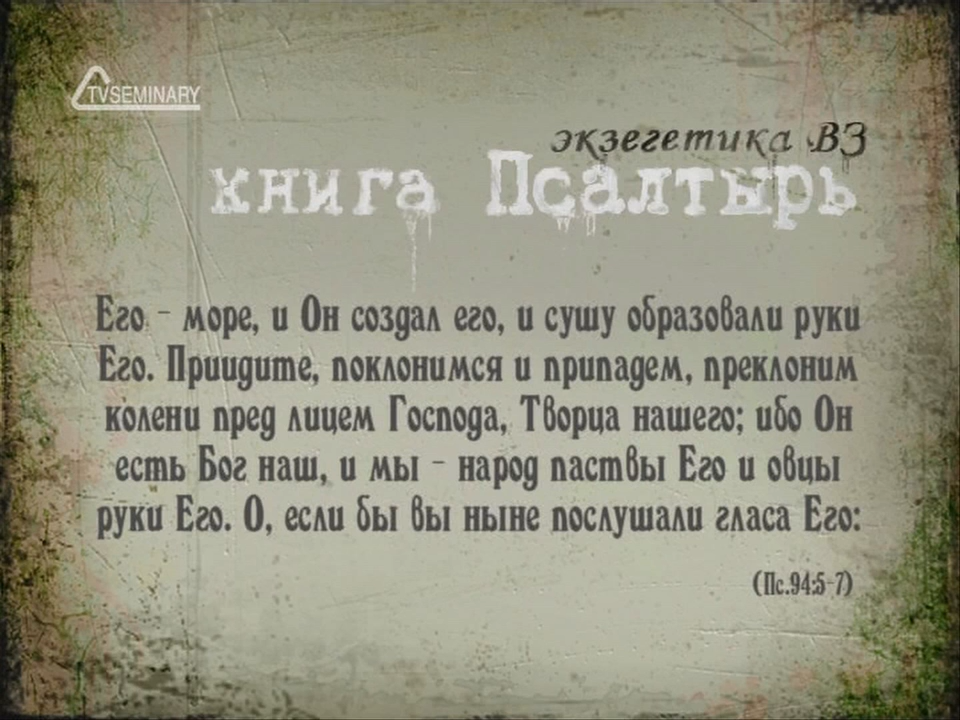 TVSEMINARY
экзегетика ВЗ
книга Псалтырь
Его - море, и Он создал его, и сушу образовали руки
Его. Приидите, поклонимся и припадем, преклоним
колени пред лицем Господа, Творца нашего; ибо Он
есть Бог наш, и мы - народ паствы Его и овцы
руки Его. О, если бы вы ныне послушали гласа Его:
(Пс.94:5-7)